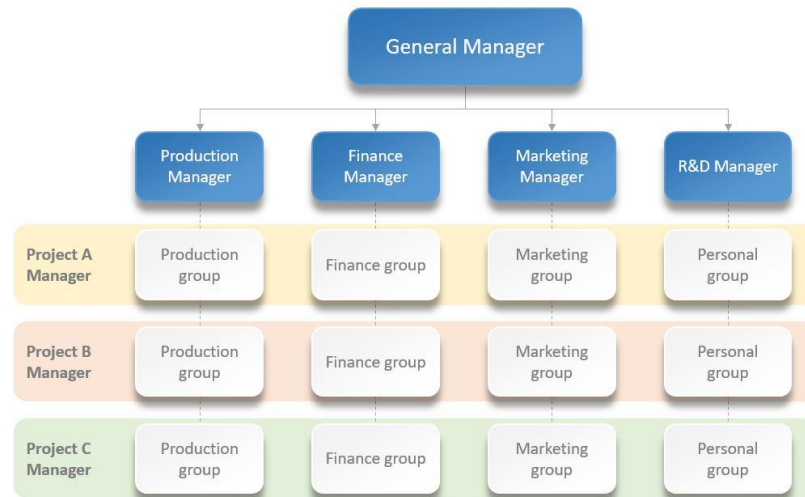 General Manager
Production
Manager
Finance
Manager
Marketing
Manager
R&D Manager
Project A
Manager
Production
group
Finance group
Marketing
group
Personal
group
Project B
Manager
Production
group
Finance group
Marketing
group
Personal
group
Project C
Manager
Production
group
Finance group
Marketing
group
Personal
group